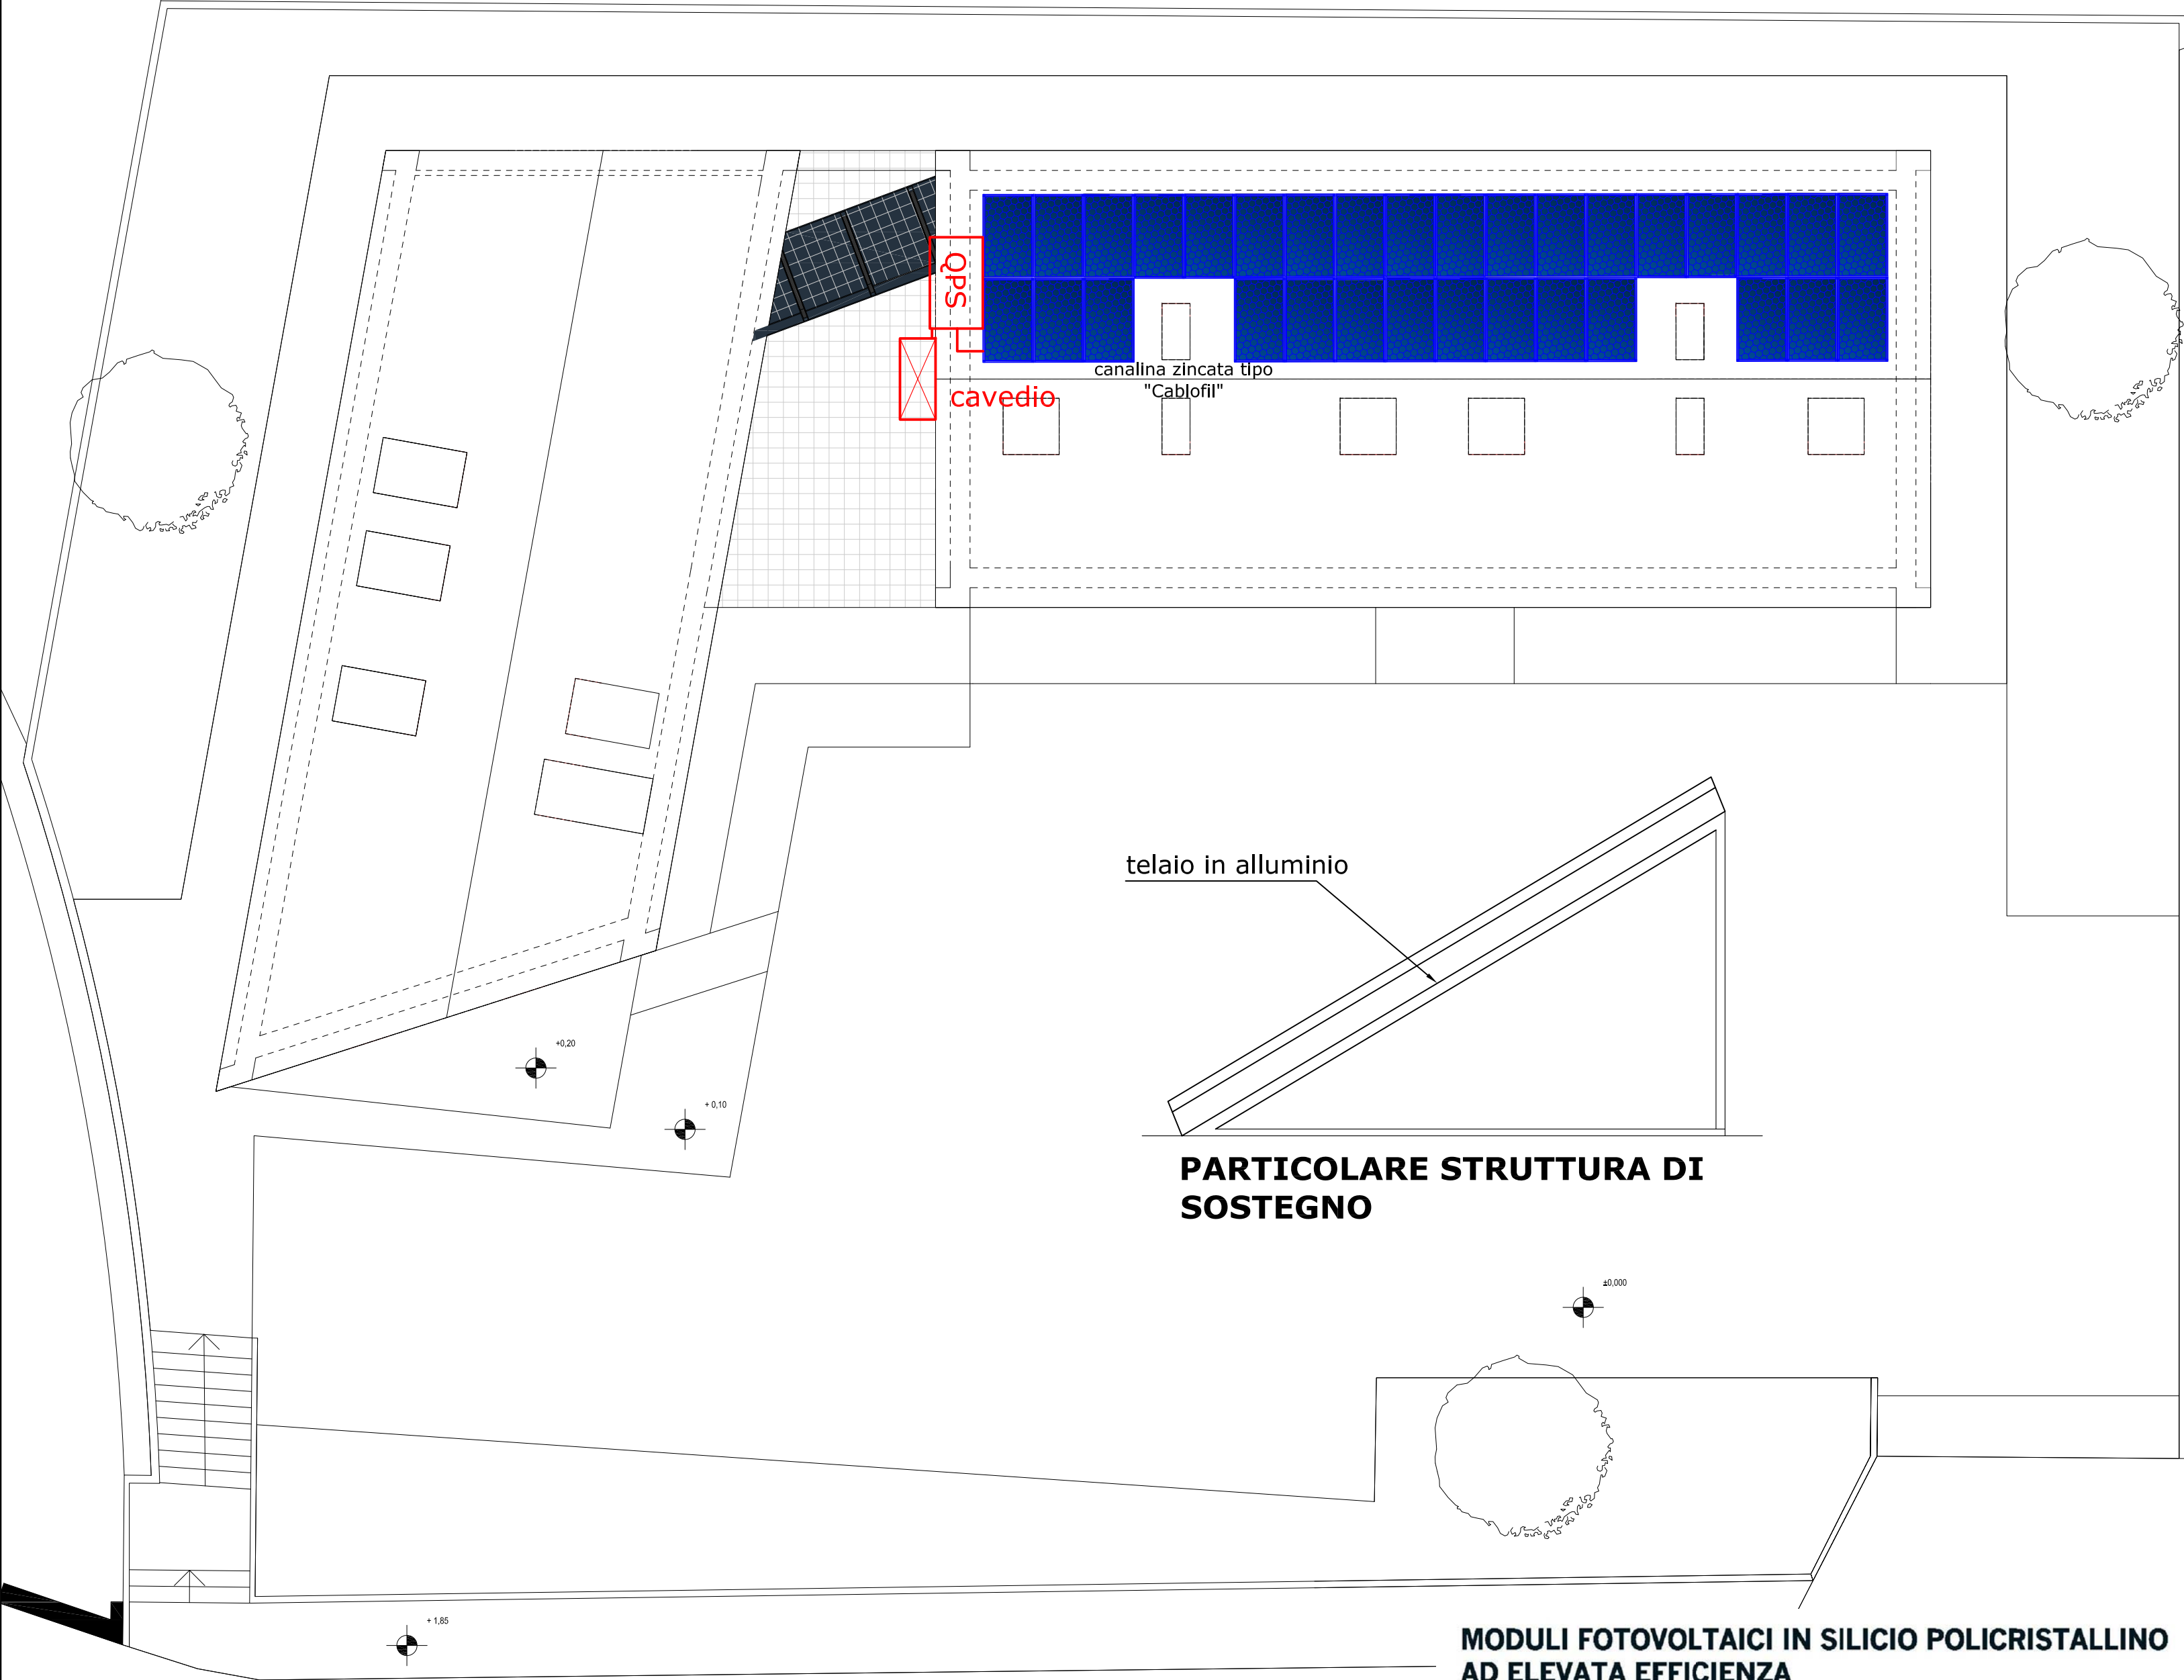 QPS
canalina zincata tipo
"Cablofil"
cavedio
telaio in alluminio
+0,20
+ 0,10
PARTICOLARE STRUTTURA DI
SOSTEGNO
±0,000
+ 1,85
MODULI FOTOVOLTAICI IN SILICIO POLICRISTALLINO
AD ELEVATA EFFICIENZA